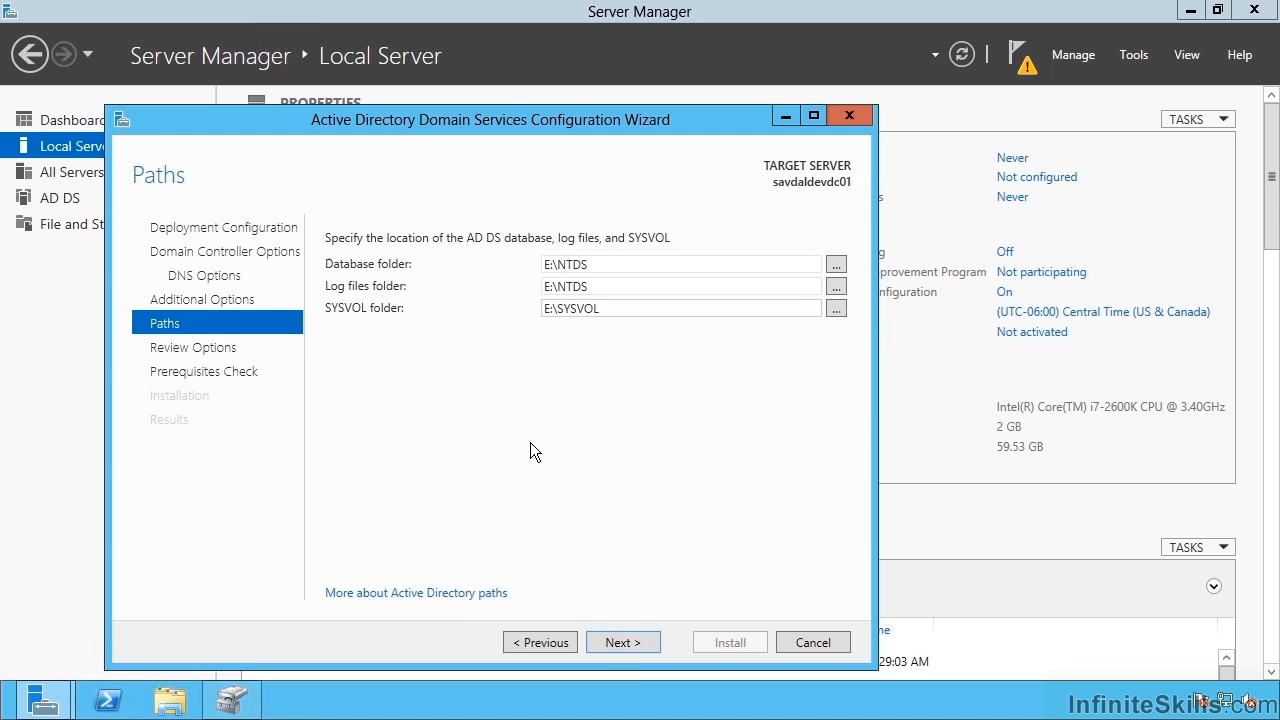 Server Manager
Server Manager • Local Server
Manage
Tools
View
Help
PROPERTIES
Dashboard
Local Serve
All Servers
AD DS
File and St
TASKS
Active Directory Domain Services Configuration Wizard
Paths
TARGET SERVER
savdaldevdc01
Deployment Configuration
Domain Controller Options
DNS Options
Additional Options
Paths
Review Options
Prerequisites Check
Installation
Results
Specify the location of the AD DS database, log files, and SYSVOL
Database folder:
E:\NTDS
...
Log files folder:
E:\NTDS
...
SYSVOL folder:
E:\SYSVOL
...
More about Active Directory paths
< Previous
Next >
Install
Cancel
Never
Not configured
s
Never
g
Off
provement Program
Not participating
nfiguration
On
(UTC-06:00) Central Time (US & Canada)
Not activated
Intel(R) Core(TM) i7-2600K CPU @ 3.40GHz
2 GB
59.53 GB
TASKS
ne
29:03 AM
InfiniteSkills.com